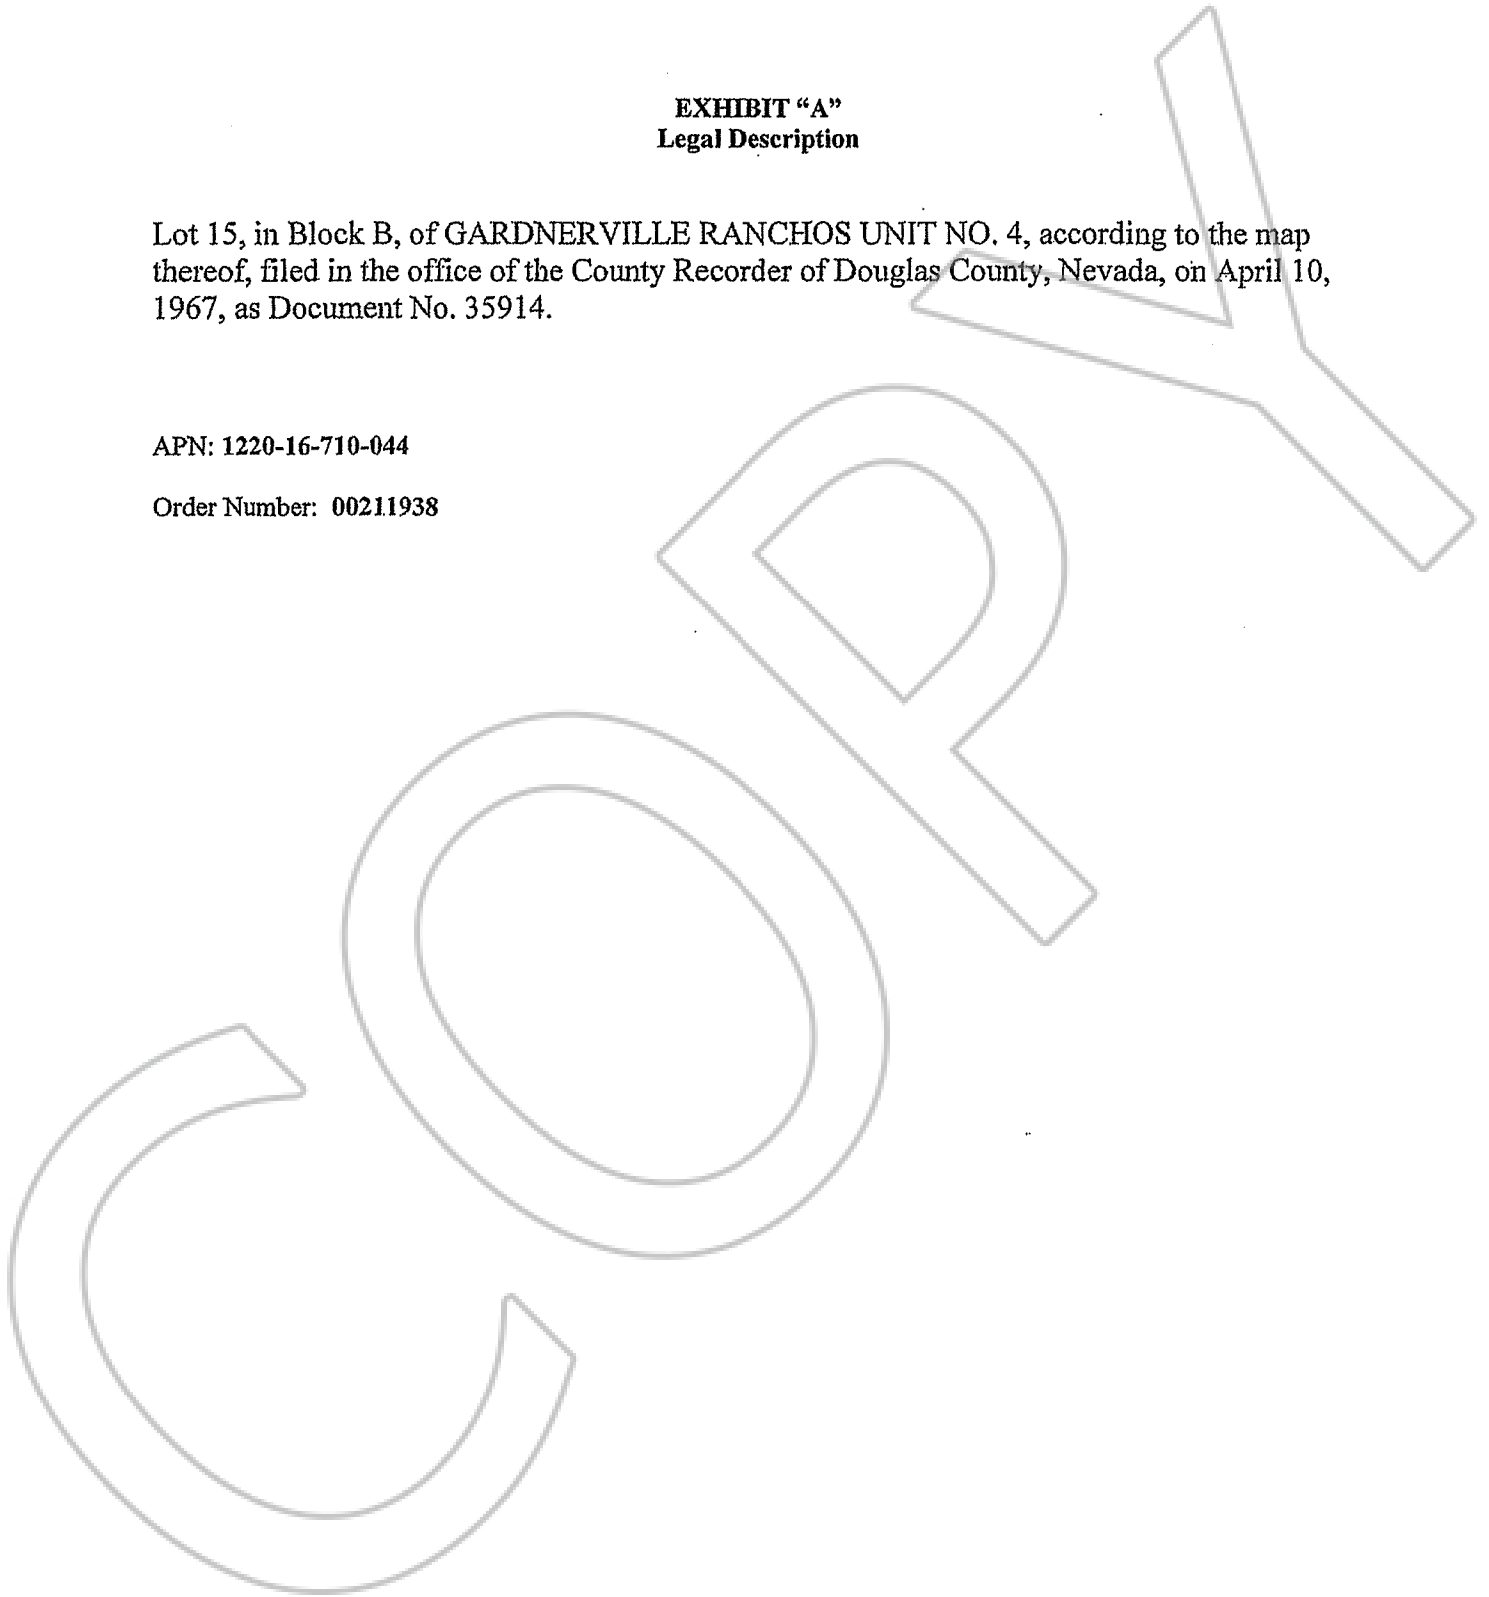 EXHIBIT “A”
Legal Description
Lot 15, in Block B, of GARDNERVILLE RANCHOS UNIT NO. 4, according to the map
thereof, filed in the office of the County Recorder of Douglas County, Nevada, on April 10,
1967, as Document No. 35914.
APN: 1220-16-710-044
Order Number: 00211938
COPY